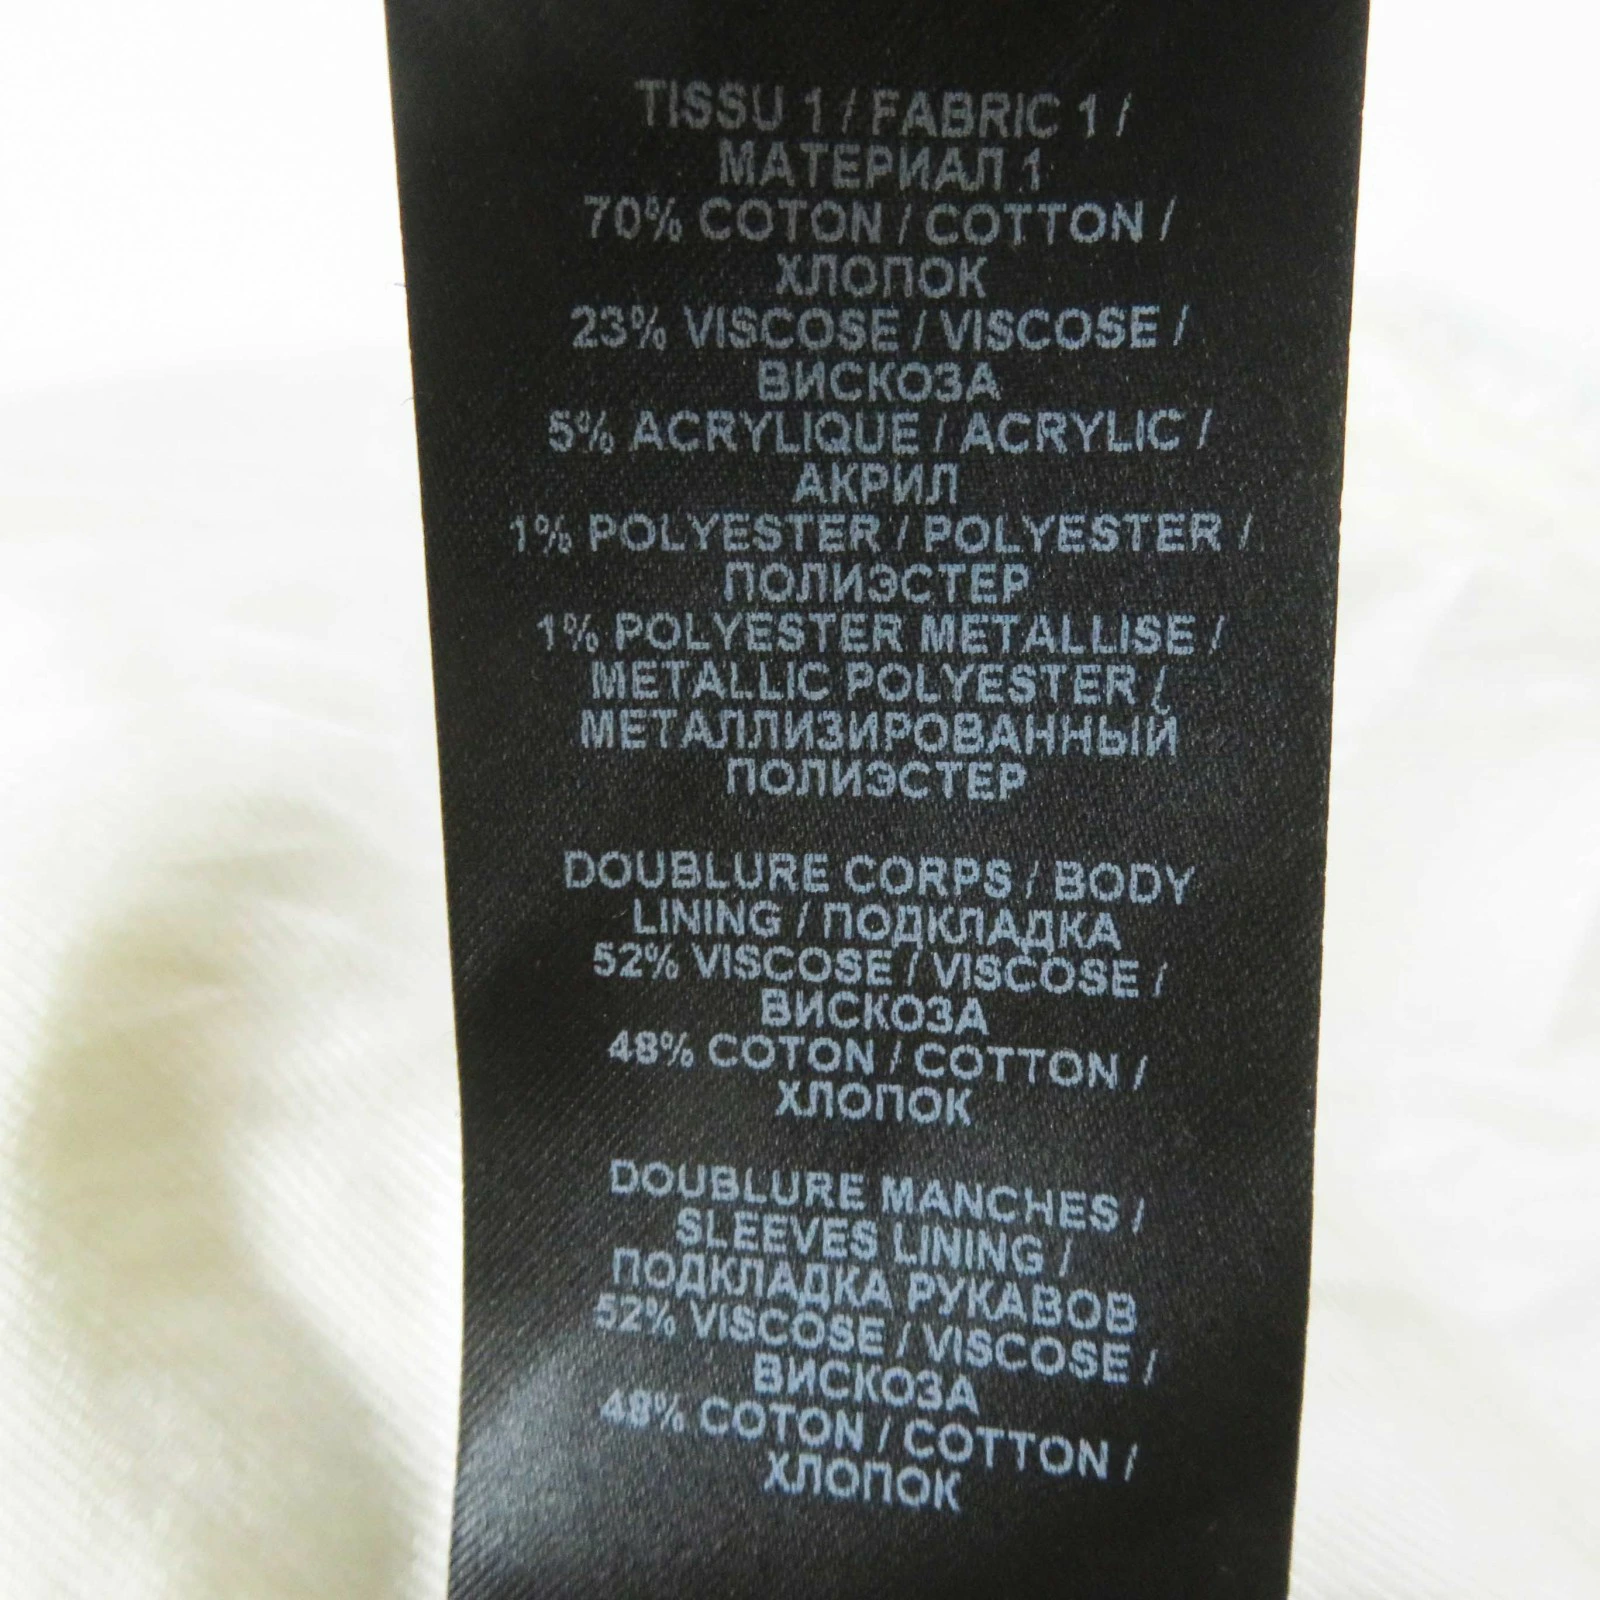 TISSU 1 / FABRIC 1 /
МАТЕРИАЛ 1
70% COTON / COTTON /
ХЛОПОК
23% VISCOSE / VISCOSE /
ВИСКОЗА
5% ACRYLIQUE / ACRYLIC /
АКРИЛ
1% POLYESTER / POLYESTER /
ПОЛИЭСТЕР
1% POLYESTER METALLISE /
METALLIC POLYESTER /
МЕТАЛЛИЗИРОВАННЫЙ
ПОЛИЭСТЕР
DOUBLURE CORPS / BODY
LINING / ПОДКЛАДКА
52% VISCOSE / VISCOSE /
ВИСКОЗА
48% COTON / COTTON /
ХЛОПОК
DOUBLURE MANCHES /
SLEEVES LINING /
ПОДКЛАДКА РУКАВОВ
52% VISCOSE / VISCOSE /
ВИСКОЗА
48% COTON / COTTON /
ХЛОПОК